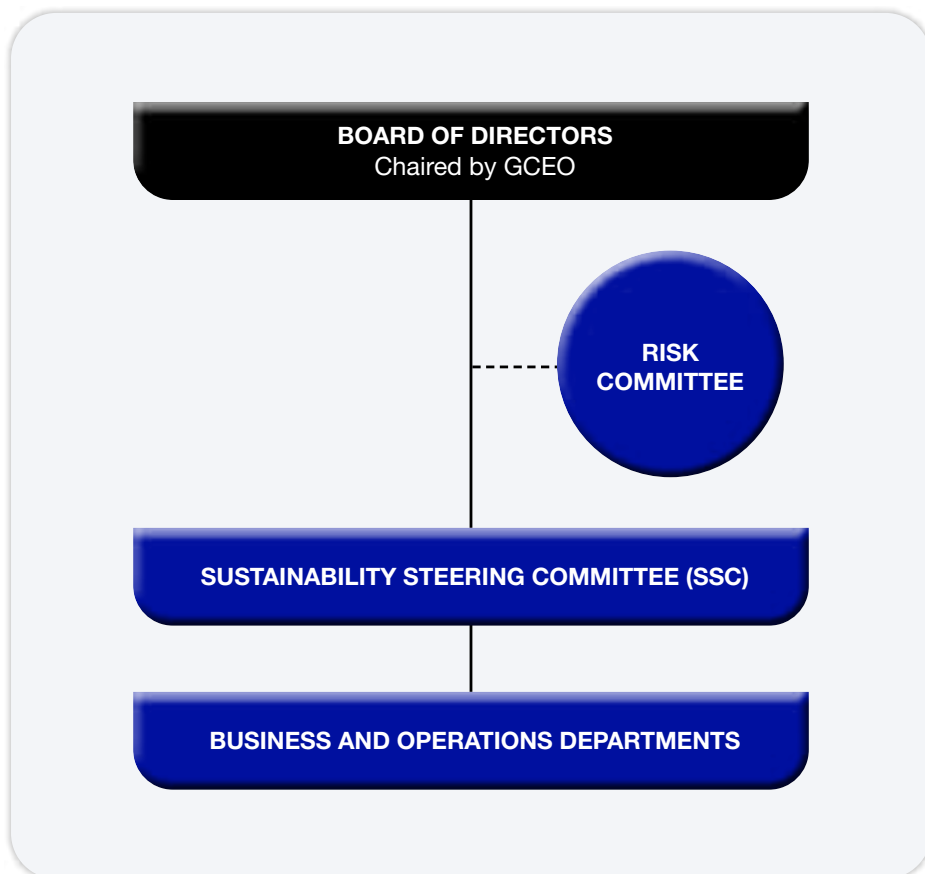 BOARD OF DIRECTORS
Chaired by GCEO
RISK
COMMITTEE
SUSTAINABILITY STEERING COMMITTEE (SSC)
BUSINESS AND OPERATIONS DEPARTMENTS